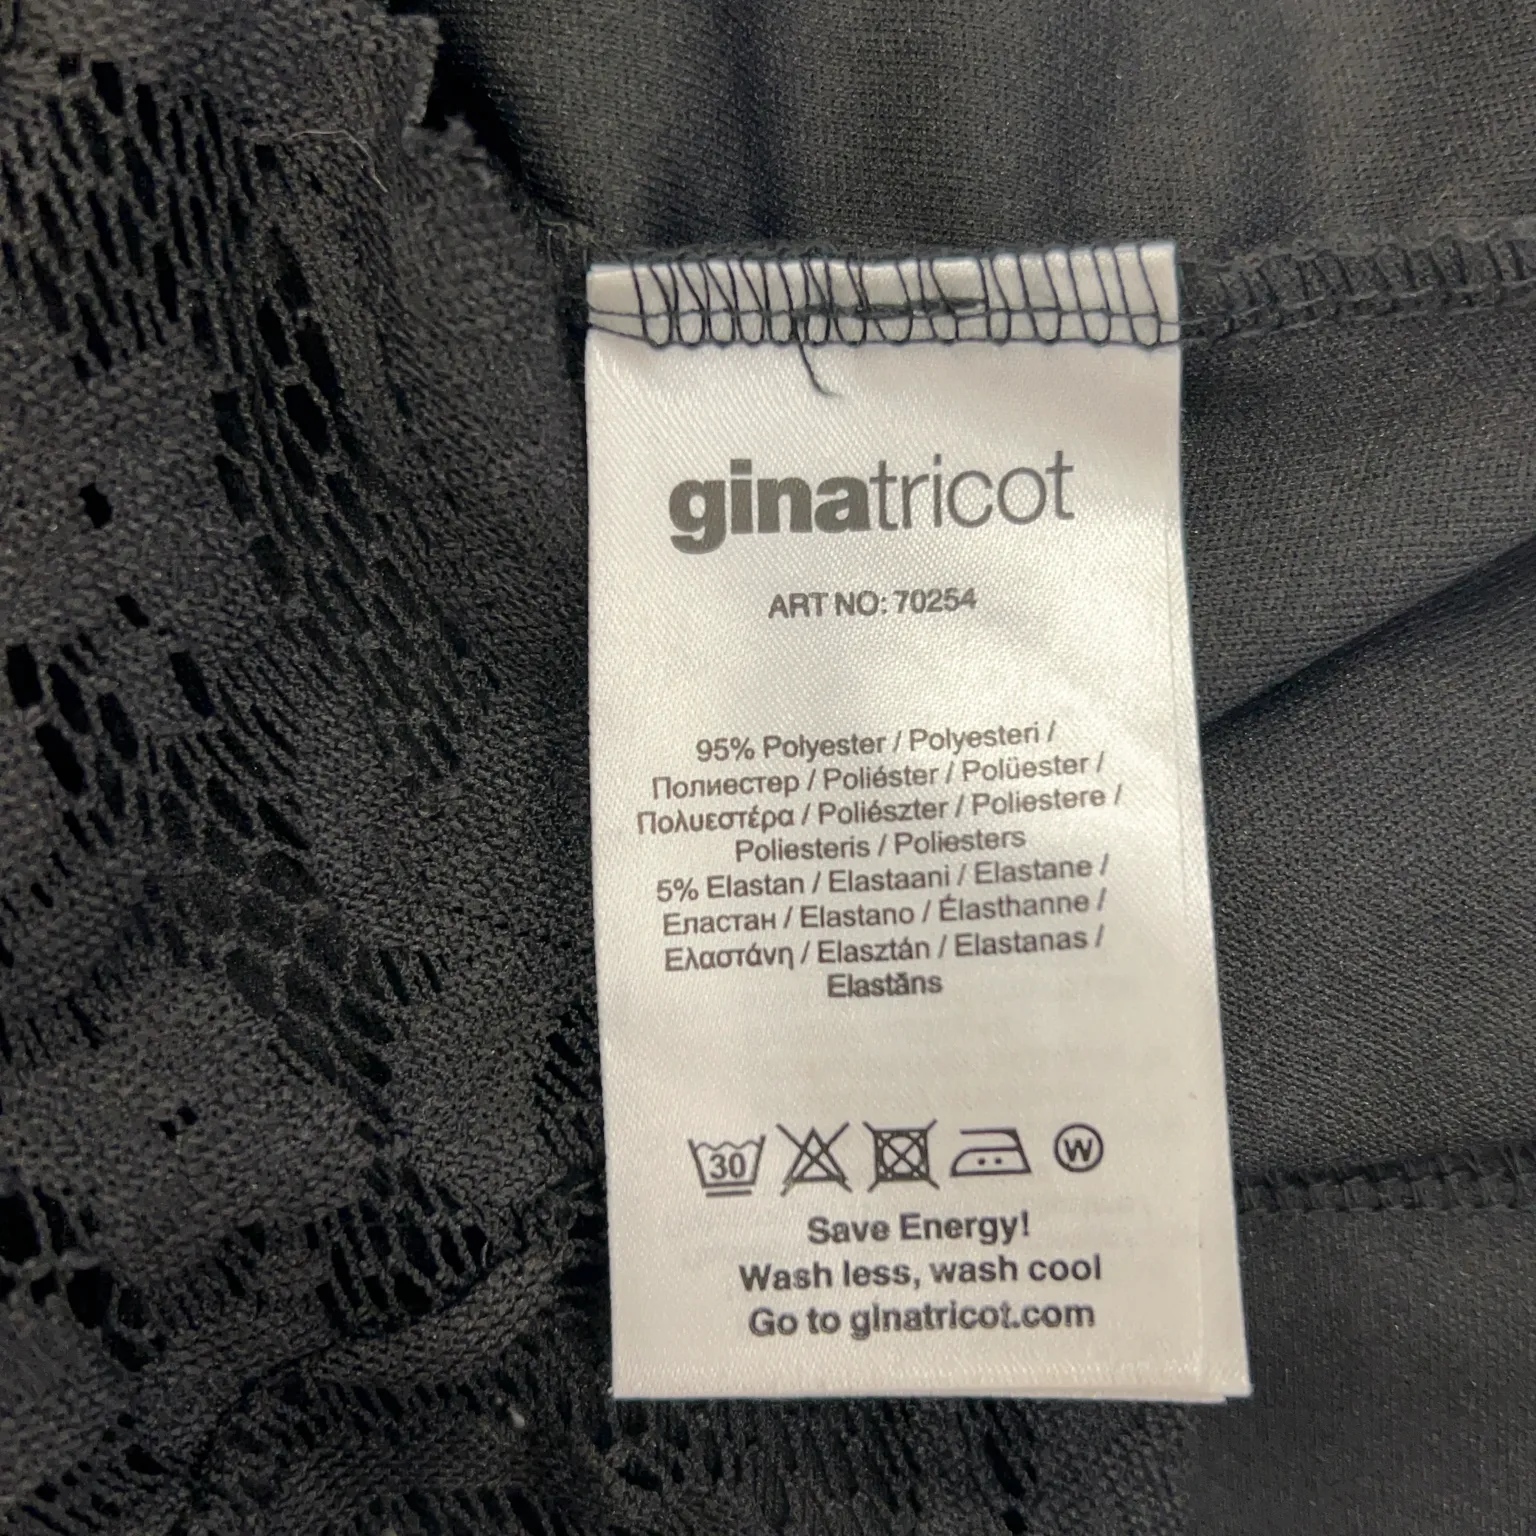 ginatricot
ART NO: 70254
95% Polyester / Polyesteri /
Полиестер / Poliéster / Polüester /
Πολυεστέρα / Poliészter / Poliestere /
Poliesteris / Poliesters
5% Elastan / Elastaani / Elastane /
Еластан / Elastano / Élasthanne /
Ελαστάνη / Elasztán / Elastanas /
Elastāns
30 W
Save Energy!
Wash less, wash cool
Go to ginatricot.com